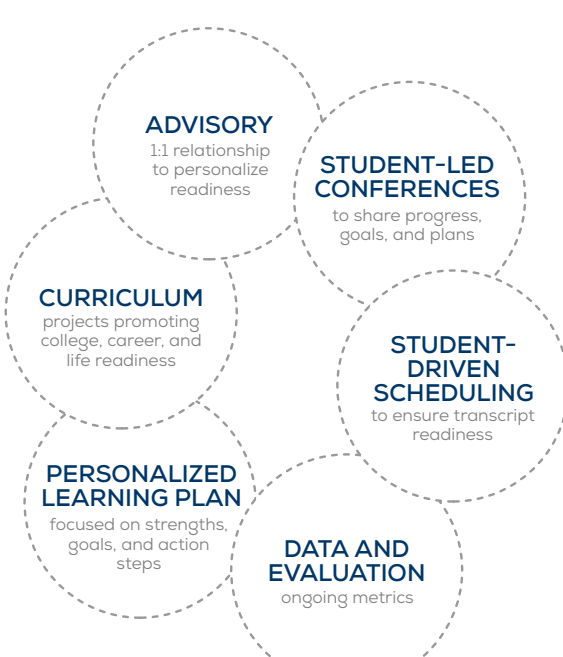 ADVISORY
1:1 relationship
to personalize
readiness
STUDENT-LED
CONFERENCES
to share progress,
goals, and plans
CURRICULUM
projects promoting
college, career, and
life readiness
STUDENT-
DRIVEN
SCHEDULING
to ensure transcript
readiness
PERSONALIZED
LEARNING PLAN
focused on strengths,
goals, and action
steps
DATA AND
EVALUATION
ongoing metrics